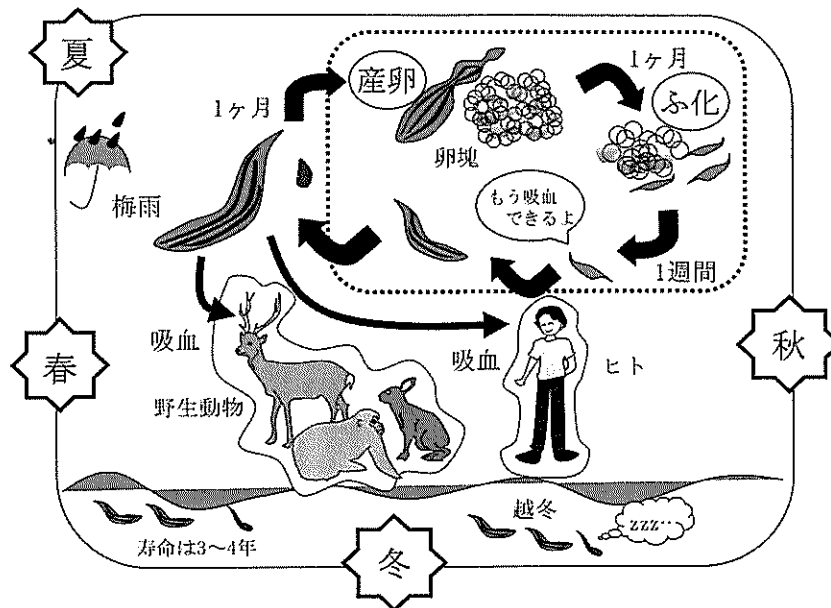 夏
1ヶ月
産卵
1ヶ月
ふ化
卵塊
梅雨
もう吸血
できるよ
1週間
春
吸血
吸血
ヒト
秋
野生動物
越冬
zzz…
寿命は3〜4年
冬